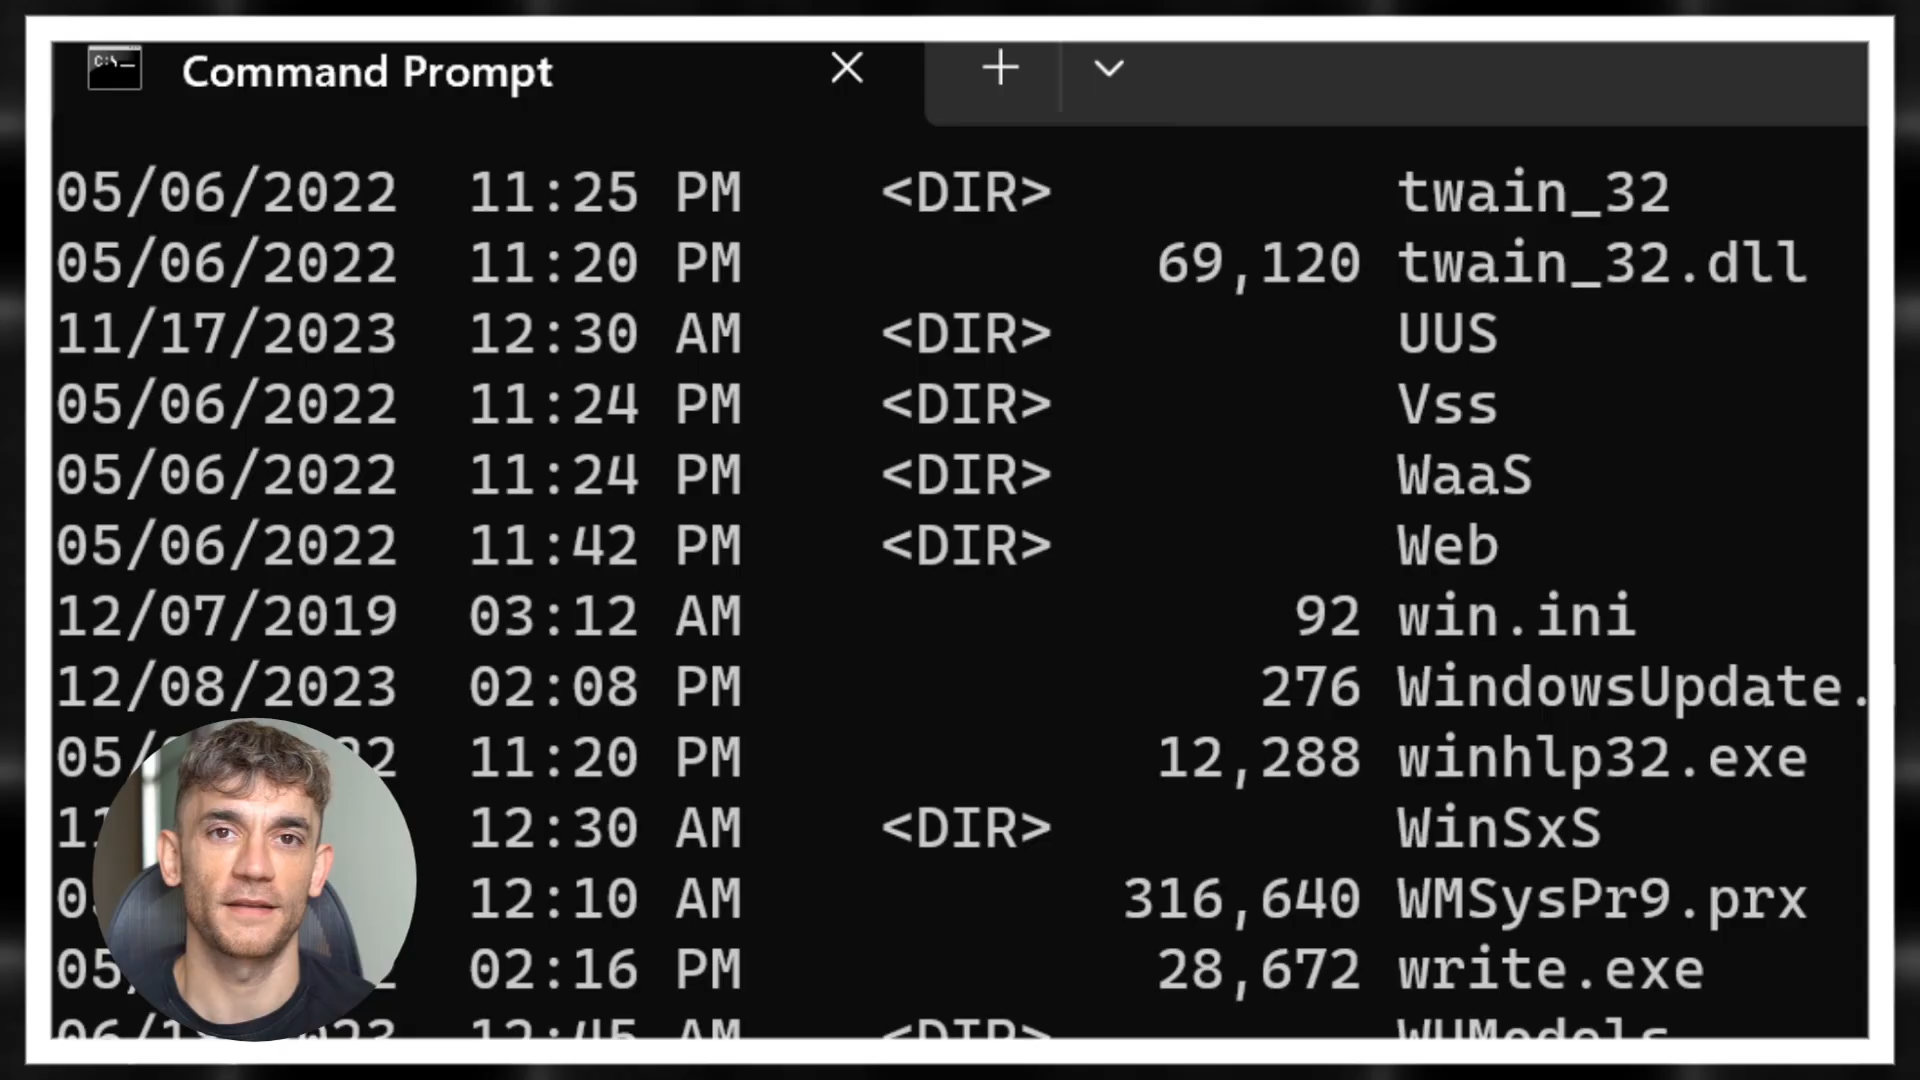 Command Prompt
05/06/2022 11:25 PM <DIR> twain_32
05/06/2022 11:20 PM 69,120 twain_32.dll
11/17/2023 12:30 AM <DIR> UUS
05/06/2022 11:24 PM <DIR> Vss
05/06/2022 11:24 PM <DIR> WaaS
05/06/2022 11:42 PM <DIR> Web
12/07/2019 03:12 AM 92 win.ini
12/08/2023 02:08 PM 276 WindowsUpdate.
11:20 PM 12,288 winhlp32.exe
12:30 AM <DIR> WinSxS
12:10 AM 316,640 WMSysPr9.prx
02:16 PM 28,672 write.exe
12:45 AM <DIR>